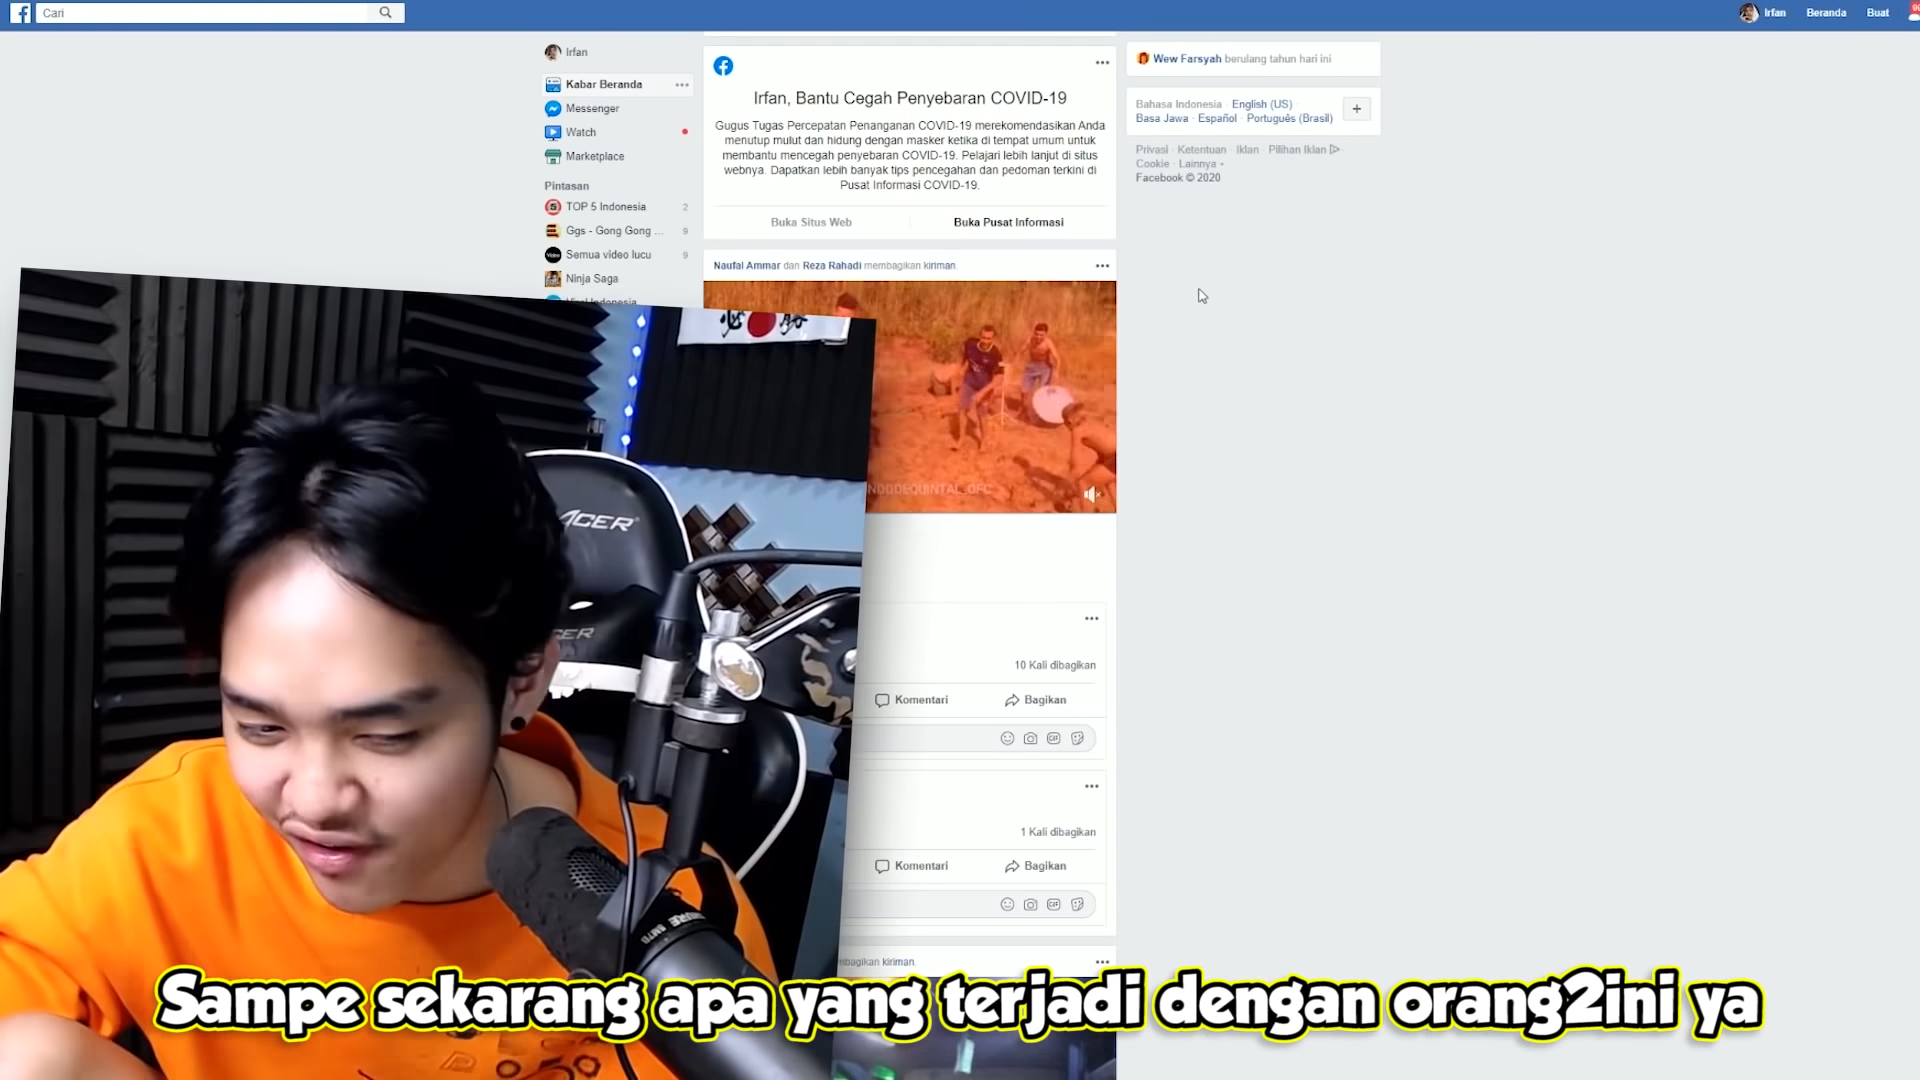 Cari
Irfan
Beranda
Buat
Irfan
Kabar Beranda
Messenger
Watch
Marketplace
Pintasan
TOP 5 Indonesia 2
Ggs - Gong Gong ... 9
Semua video lucu 9
Ninja Saga
Irfan, Bantu Cegah Penyebaran COVID-19
Gugus Tugas Percepatan Penanganan COVID-19 merekomendasikan Anda
menutup mulut dan hidung dengan masker ketika di tempat umum untuk
membantu mencegah penyebaran COVID-19. Pelajari lebih lanjut di situs
webnya. Dapatkan lebih banyak tips pencegahan dan pedoman terkini di
Pusat Informasi COVID-19.
Buka Situs Web
Buka Pusat Informasi
Naufal Ammar dan Reza Rahadi membagikan kiriman.
Wew Farsyah berulang tahun hari ini
Bahasa Indonesia · English (US) ·
Basa Jawa · Español · Português (Brasil)
Privasi · Ketentuan · Iklan · Pilihan Iklan ·
Cookie · Lainnya
Facebook © 2020
必 勝
ACER
10 Kali dibagikan
Komentari
Bagikan
GIF
1 Kali dibagikan
Komentari
Bagikan
GIF
kiriman.
Sampe sekarang apa yang terjadi dengan orang2ini ya